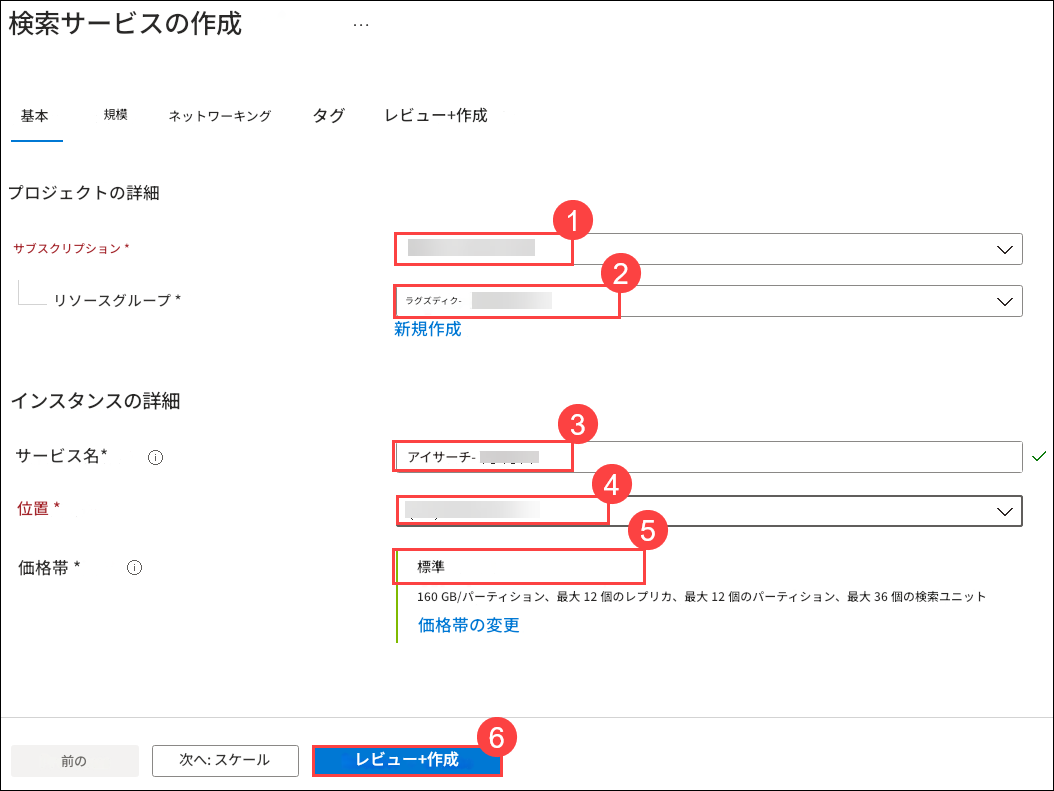 検索サービスの作成 ...
基本 規模 ネットワーキング タグ レビュー+作成
プロジェクトの詳細
1
サブスクリプション *
2
リソースグループ * ラグズディク-
新規作成
インスタンスの詳細
3
サービス名* アイサーチ-
4
位置 *
5
価格帯 * 標準
160 GB/パーティション、最大 12 個のレプリカ、最大 12 個のパーティション、最大 36 個の検索ユニット
価格帯の変更
6
前の 次へ: スケール レビュー+作成